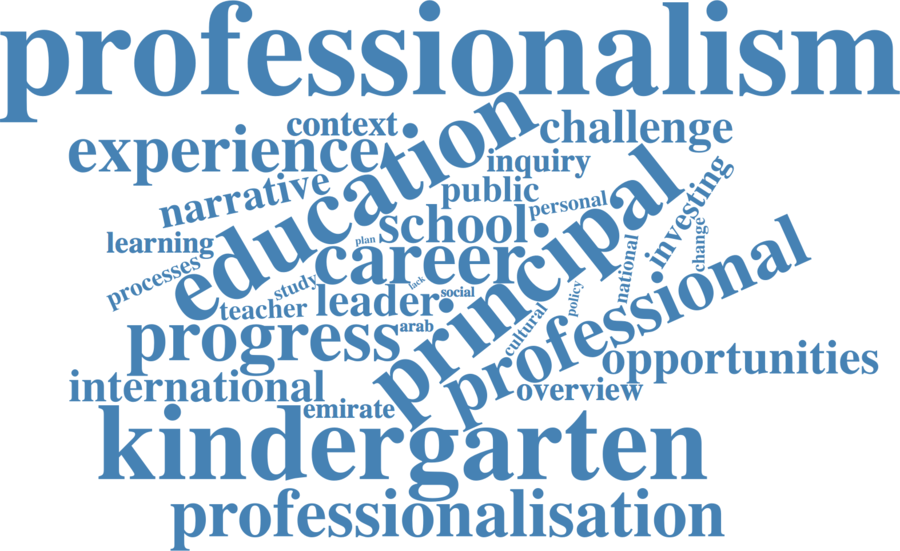 professionalism
context
challenge
experience
education
inquiry
narrative
public
principal
investing
personal
school
learning
plan
change
career
national
professional
processes
study
lack
social
policy
teacher
leader
arab
cultural
progress
opportunities
international
overview
emirate
kindergarten
professionalisation